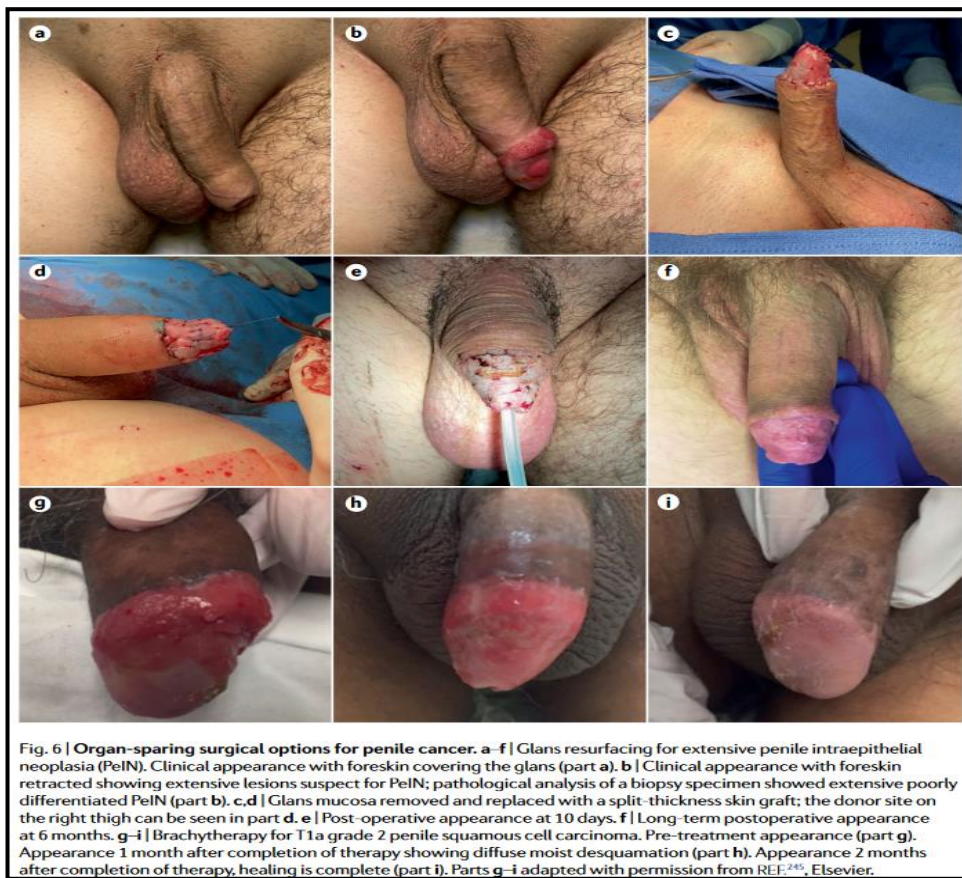 a
b
c
d
e
f
g
h
i
Fig. 6 | Organ-sparing surgical options for penile cancer. a–f | Glans resurfacing for extensive penile intraepithelial
neoplasia (PeIN). Clinical appearance with foreskin covering the glans (part a). b | Clinical appearance with foreskin
retracted showing extensive lesions suspect for PeIN; pathological analysis of a biopsy specimen showed extensive poorly
differentiated PeIN (part b). c,d | Glans mucosa removed and replaced with a split-thickness skin graft; the donor site on
the right thigh can be seen in part d. e | Post-operative appearance at 10 days. f | Long-term postoperative appearance
at 6 months. g–i | Brachytherapy for T1a grade 2 penile squamous cell carcinoma. Pre-treatment appearance (part g).
Appearance 1 month after completion of therapy showing diffuse moist desquamation (part h). Appearance 2 months
after completion of therapy, healing is complete (part i). Parts g–i adapted with permission from REF.245, Elsevier.